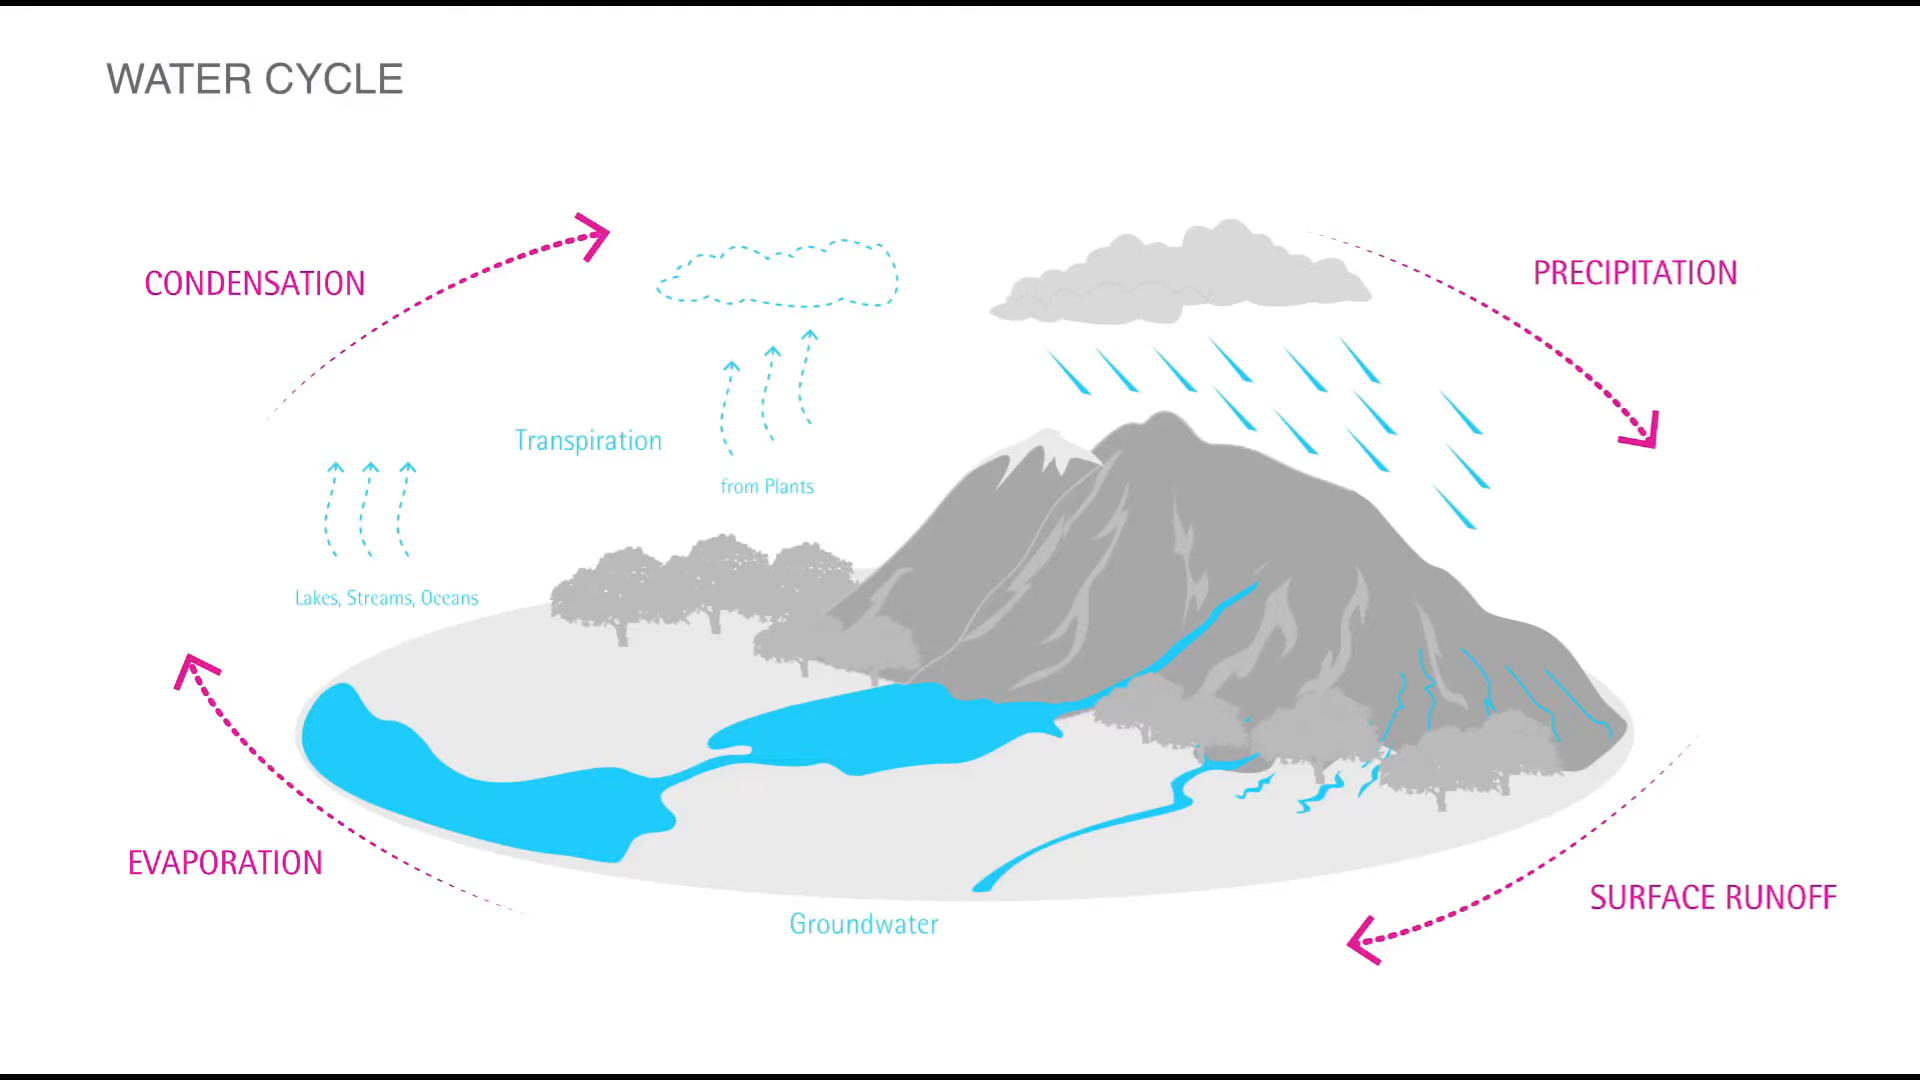 WATER CYCLE
CONDENSATION
PRECIPITATION
Transpiration
from Plants
Lakes, Streams, Oceans
EVAPORATION
SURFACE RUNOFF
Groundwater